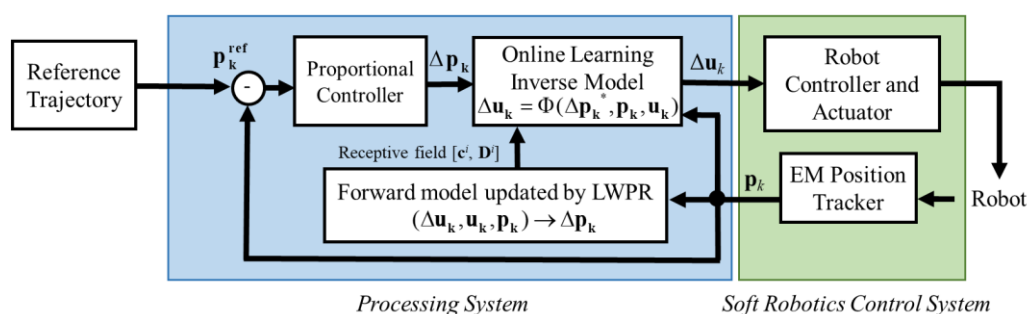 Reference
Trajectory
p_k^ref
-
Proportional
Controller
Δp_k
Online Learning
Inverse Model
Δu_k = Φ(Δp_k^*, p_k, u_k)
Δu_k
Robot
Controller and
Actuator
Receptive field [c^i, D^i]
Forward model updated by LWPR
(Δu_k, u_k, p_k) → Δp_k
p_k
EM Position
Tracker
Robot
Processing System
Soft Robotics Control System